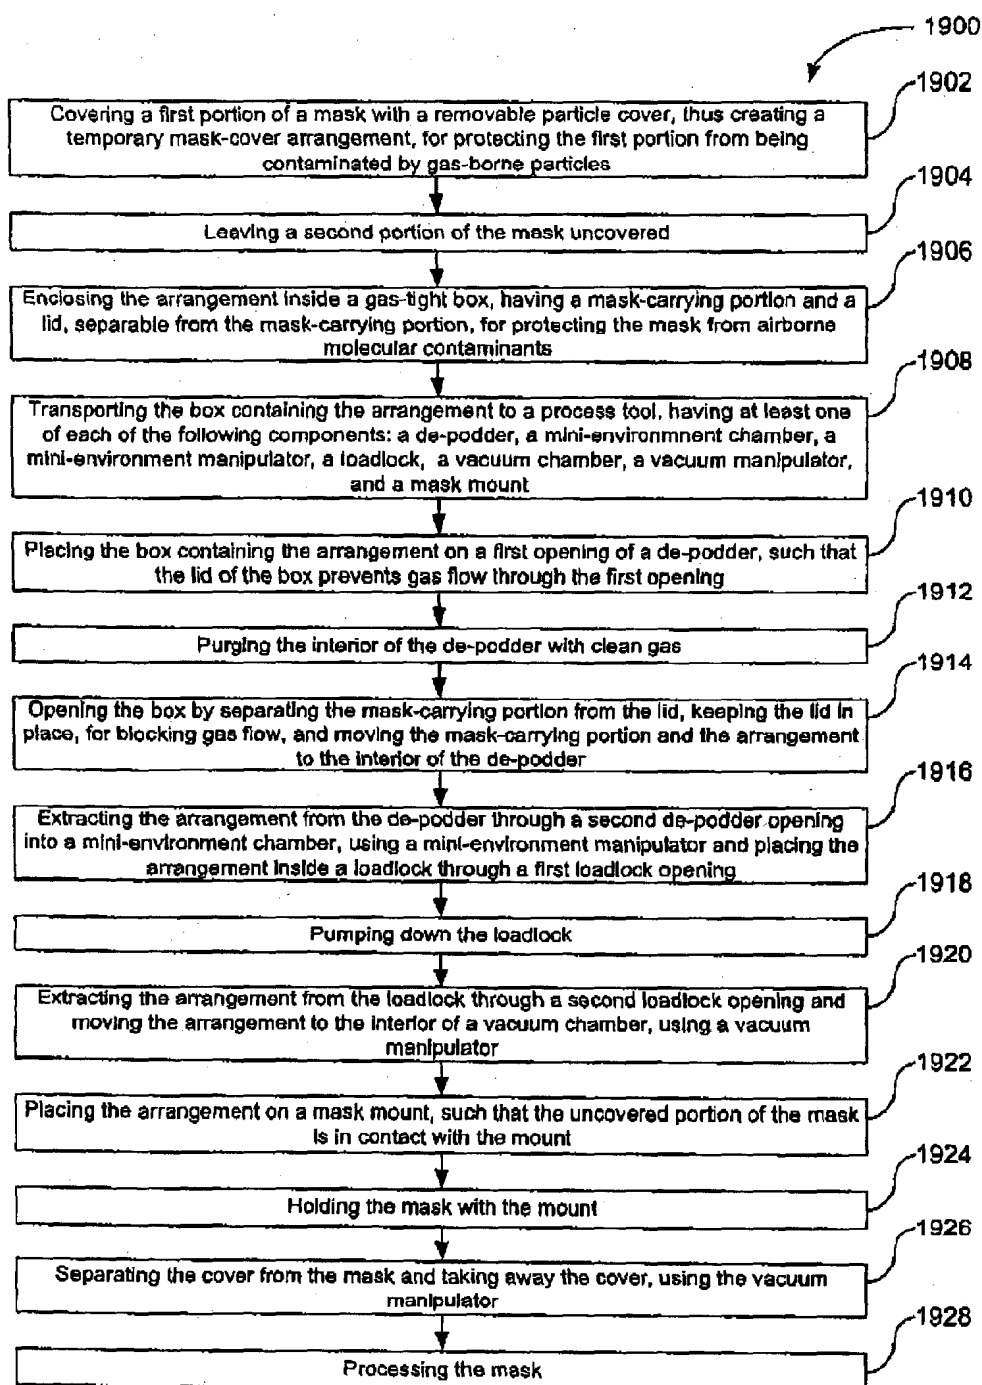 1900
1902
Covering a first portion of a mask with a removable particle cover, thus creating a
temporary mask-cover arrangement, for protecting the first portion from being
contaminated by gas-borne particles
1904
Leaving a second portion of the mask uncovered
1906
Enclosing the arrangement inside a gas-tight box, having a mask-carrying portion and a
lid, separable from the mask-carrying portion, for protecting the mask from airborne
molecular contaminants
1908
Transporting the box containing the arrangement to a process tool, having at least one
of each of the following components: a de-podder, a mini-environmnent chamber, a
mini-environment manipulator, a loadlock, a vacuum chamber, a vacuum manipulator,
and a mask mount
1910
Placing the box containing the arrangement on a first opening of a de-podder, such that
the lid of the box prevents gas flow through the first opening
1912
Purging the interior of the de-podder with clean gas
1914
Opening the box by separating the mask-carrying portion from the lid, keeping the lid in
place, for blocking gas flow, and moving the mask-carrying portion and the arrangement
to the interior of the de-podder
1916
Extracting the arrangement from the de-podder through a second de-podder opening
into a mini-environment chamber, using a mini-environment manipulator and placing the
arrangement inside a loadlock through a first loadlock opening
1918
Pumping down the loadlock
1920
Extracting the arrangement from the loadlock through a second loadlock opening and
moving the arrangement to the interior of a vacuum chamber, using a vacuum
manipulator
1922
Placing the arrangement on a mask mount, such that the uncovered portion of the mask
is in contact with the mount
1924
Holding the mask with the mount
1926
Separating the cover from the mask and taking away the cover, using the vacuum
manipulator
1928
Processing the mask